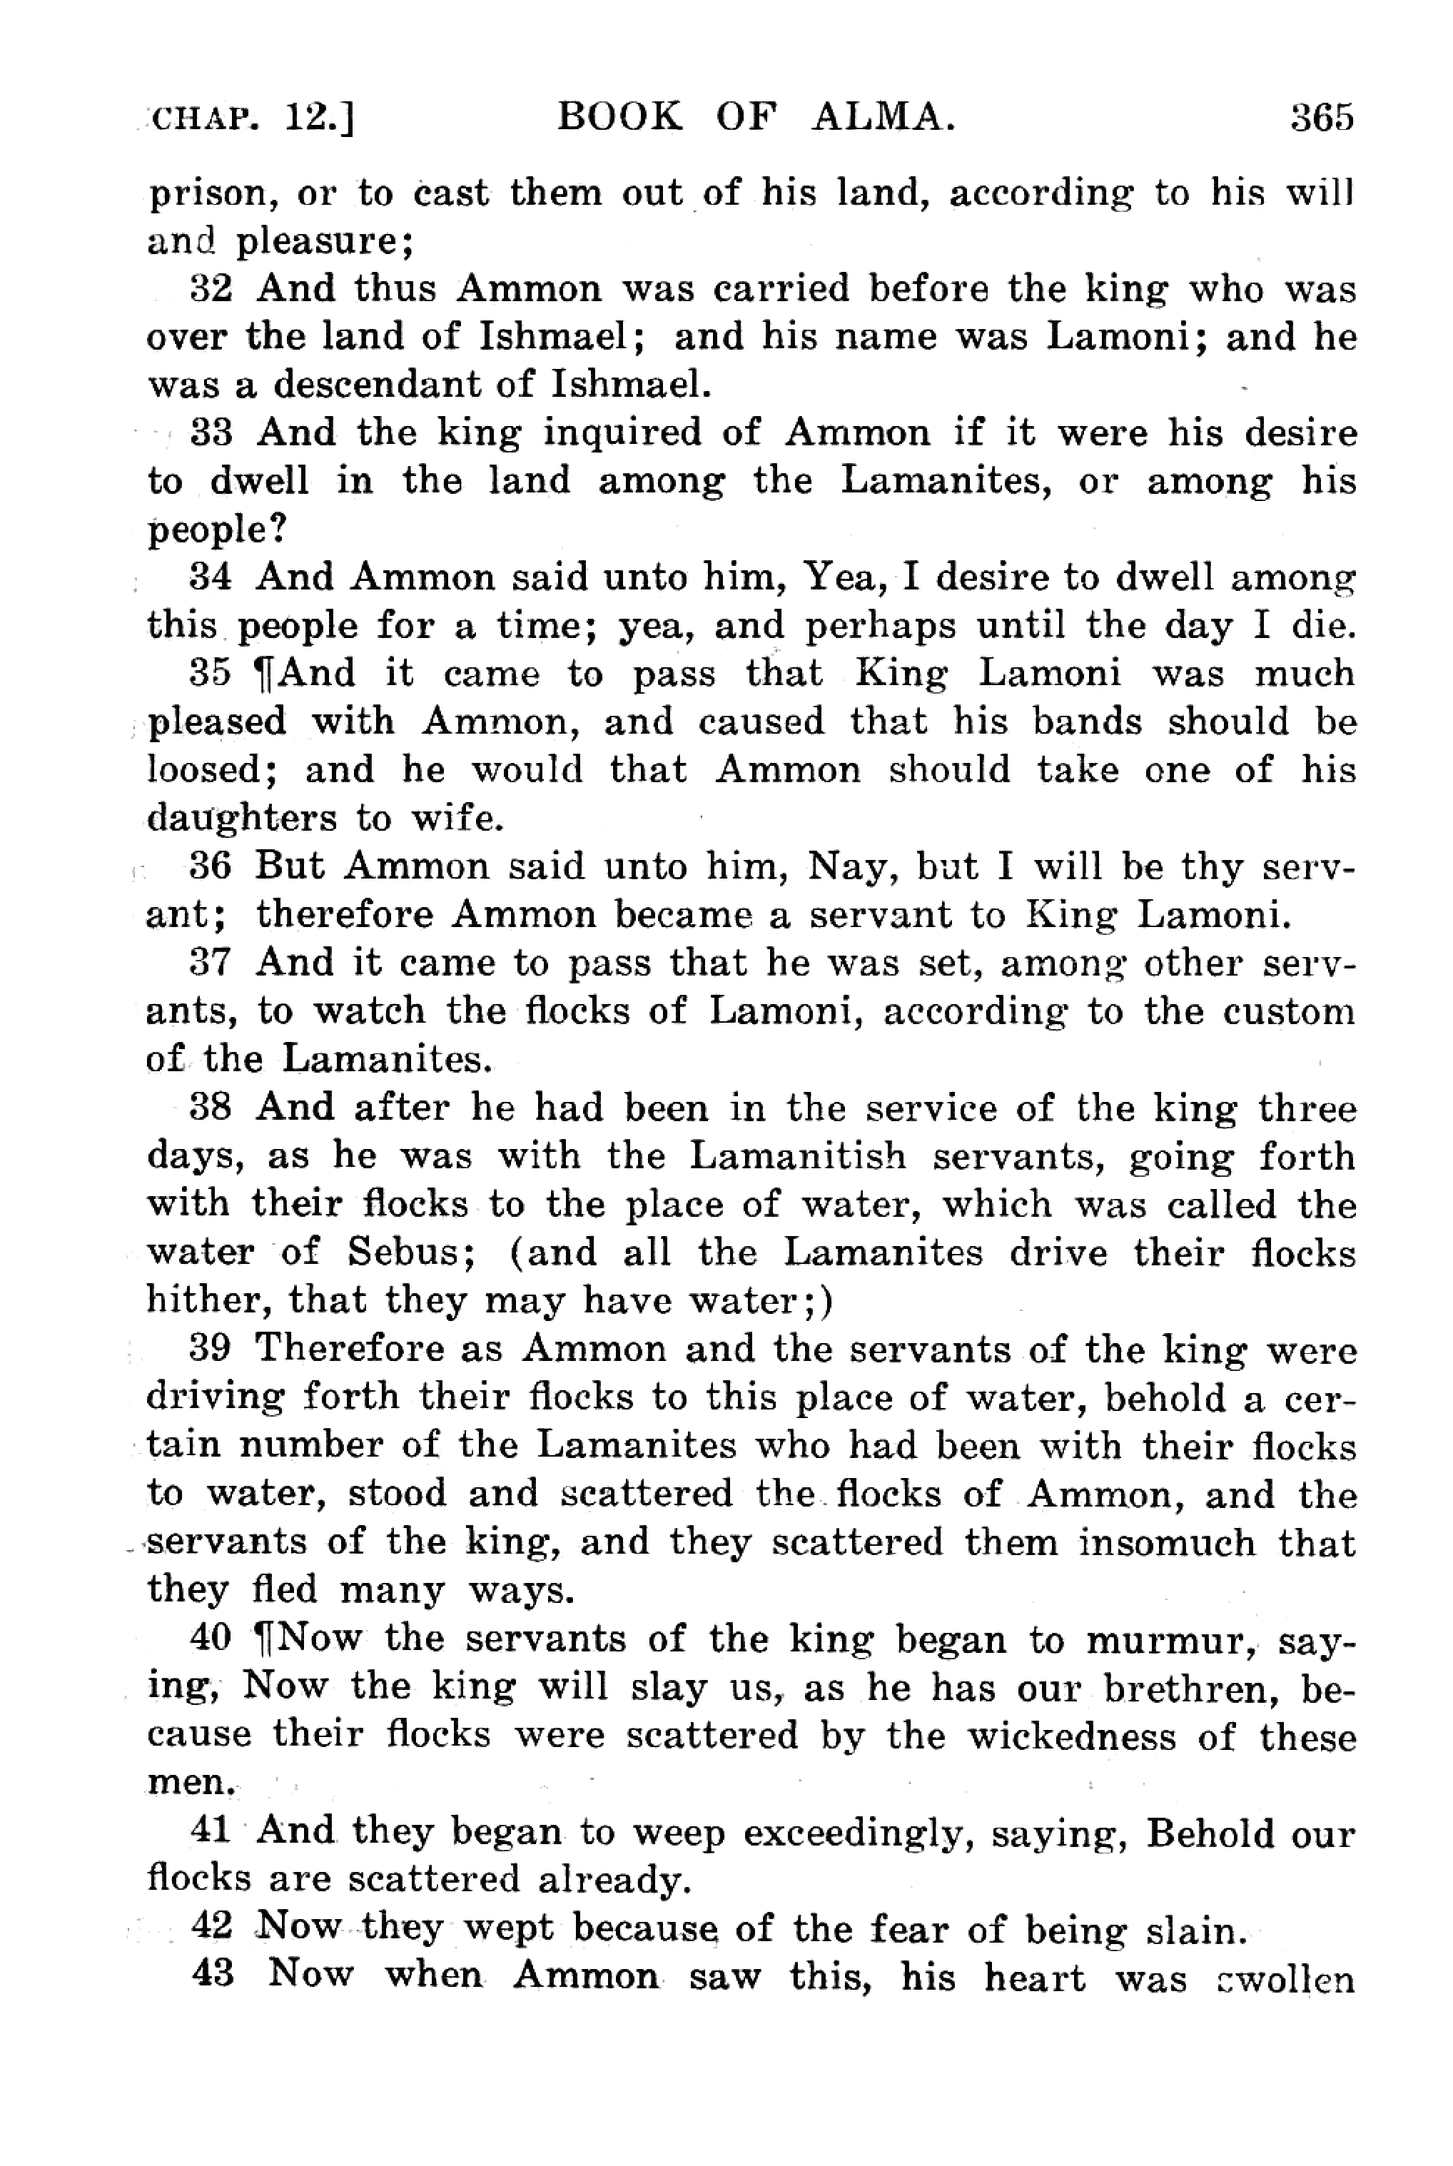 CHAP. 12.] BOOK OF ALMA. 365
prison, or to cast them out of his land, according to his will
and pleasure;
32 And thus Ammon was carried before the king who was
over the land of Ishmael; and his name was Lamoni; and he
was a descendant of Ishmael.
33 And the king inquired of Ammon if it were his desire
to dwell in the land among the Lamanites, or among his
people?
34 And Ammon said unto him, Yea, I desire to dwell among
this people for a time; yea, and perhaps until the day I die.
35 ¶And it came to pass that King Lamoni was much
pleased with Ammon, and caused that his bands should be
loosed; and he would that Ammon should take one of his
daughters to wife.
36 But Ammon said unto him, Nay, but I will be thy serv-
ant; therefore Ammon became a servant to King Lamoni.
37 And it came to pass that he was set, among other serv-
ants, to watch the flocks of Lamoni, according to the custom
of the Lamanites.
38 And after he had been in the service of the king three
days, as he was with the Lamanitish servants, going forth
with their flocks to the place of water, which was called the
water of Sebus; (and all the Lamanites drive their flocks
hither, that they may have water;)
39 Therefore as Ammon and the servants of the king were
driving forth their flocks to this place of water, behold a cer-
tain number of the Lamanites who had been with their flocks
to water, stood and scattered the flocks of Ammon, and the
servants of the king, and they scattered them insomuch that
they fled many ways.
40 ¶Now the servants of the king began to murmur, say-
ing, Now the king will slay us, as he has our brethren, be-
cause their flocks were scattered by the wickedness of these
men.
41 And they began to weep exceedingly, saying, Behold our
flocks are scattered already.
42 Now they wept because of the fear of being slain.
43 Now when Ammon saw this, his heart was swollen